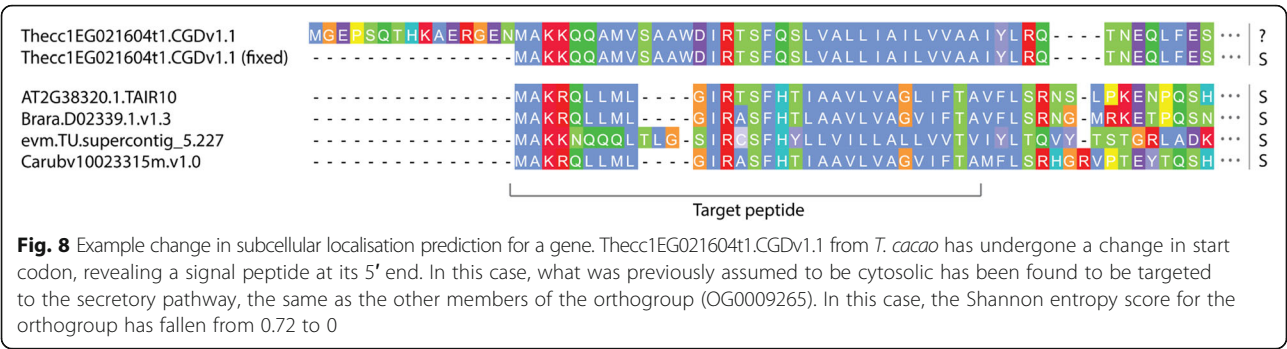 Thecc1EG021604t1.CGDv1.1 MGEPSQTHKAERGENMAKKQQAMVSAAWDIRTSFQSLVALLIAILVVAAIYLRQ----TNEQLFES ··· ?
Thecc1EG021604t1.CGDv1.1 (fixed) ---------------MAKKQQAMVSAAWDIRTSFQSLVALLIAILVVAAIYLRQ----TNEQLFES ··· S
AT2G38320.1.TAIR10 ---------------MAKRQLLML----GIRTSFHTIAAVLVAGLIFTAVFLSRNS-LPKENPQSH ··· S
Brara.D02339.1.v1.3 ---------------MAKRQLLML----GIRTSFHTIAAVLVAGVIFTAVFLSRNG-MRKETPQSN ··· S
evm.TU.supercontig_5.227 ---------------MAKKNQQQLTLG-SIRCSFHYLLVILLALLVVTVIYLTQVY-TSTGRLADK ··· S
Carubv10023315m.v1.0 ---------------MAKRQLLML----GIRASFHTIAAVLVAGVIFTAMFLSRHGRVPTEYTQSH ··· S
Target peptide
Fig. 8 Example change in subcellular localisation prediction for a gene. Thecc1EG021604t1.CGDv1.1 from T. cacao has undergone a change in start
codon, revealing a signal peptide at its 5′ end. In this case, what was previously assumed to be cytosolic has been found to be targeted
to the secretory pathway, the same as the other members of the orthogroup (OG0009265). In this case, the Shannon entropy score for the
orthogroup has fallen from 0.72 to 0